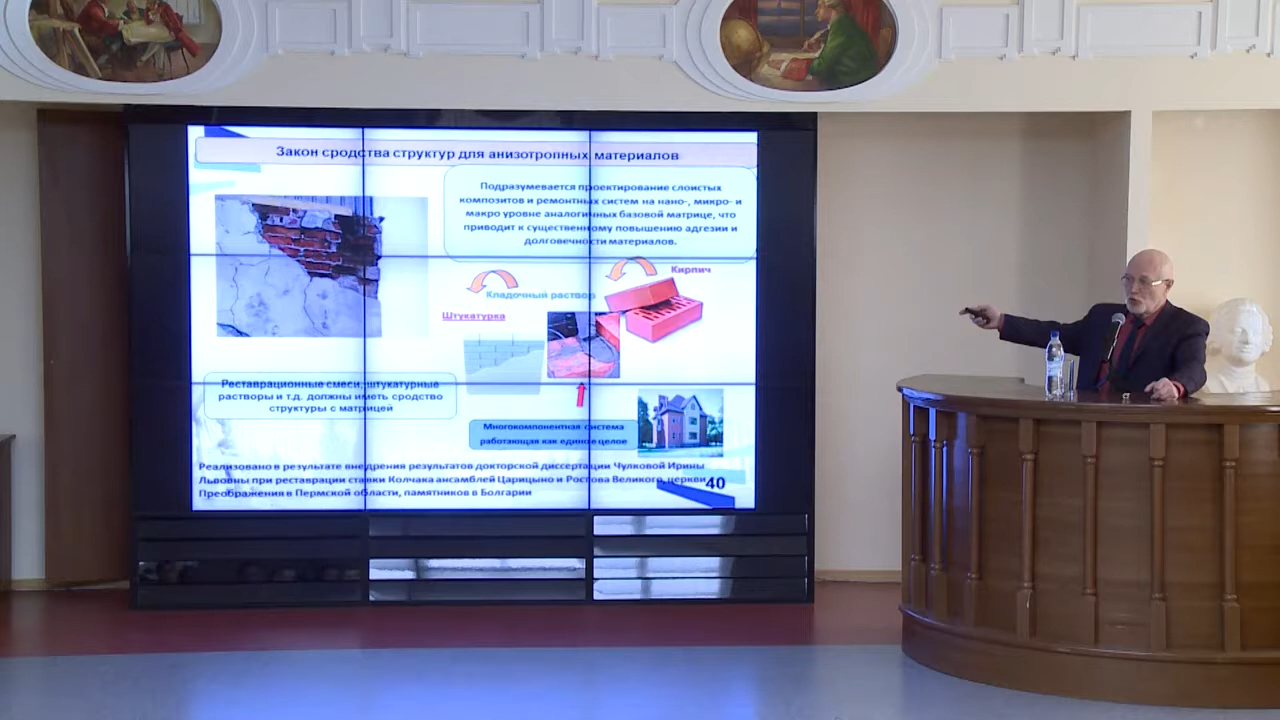 Закон сродства структур для анизотропных материалов
Подразумевается проектирование слоистых
композитов и ремонтных систем на нано-, микро- и
макро уровне аналогичных базовой матрице, что
приводит к существенному повышению адгезии и
долговечности материалов.
Кирпич
Кладочный раствор
Штукатурка
Реставрационные смеси, штукатурные
растворы и т.д. должны иметь сродство
структуры с матрицей
Многокомпонентная система
работающая как единое целое
Реализовано в результате внедрения результатов докторской диссертации Чулковой Ирины
Львовны при реставрации ставки Колчака ансамблей Царицыно и Ростова Великого, церкви
Преображения в Пермской области, памятников в Болгарии
40